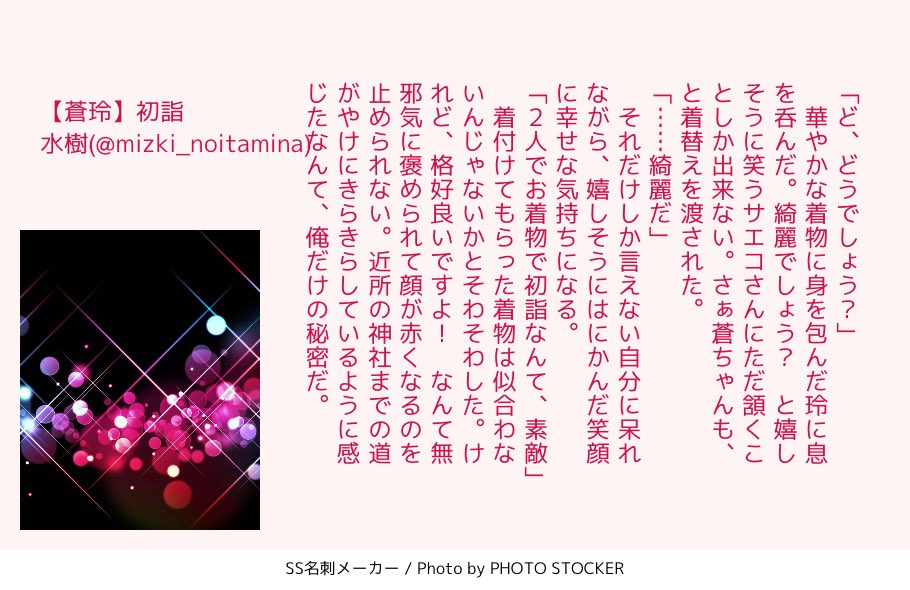 【蒼玲】初詣
水樹(@mizki_noitamina)
「ど、どうでしょう？」
　華やかな着物に身を包んだ玲に息
を呑んだ。綺麗でしょう？　と嬉し
そうに笑うサエコさんにただ頷くこ
としか出来ない。さぁ蒼ちゃんも、
と着替えを渡された。
「……綺麗だ」
　それだけしか言えない自分に呆れ
ながら、嬉しそうにはにかんだ笑顔
に幸せな気持ちになる。
「２人でお着物で初詣なんて、素敵」
　着付けてもらった着物は似合わな
いんじゃないかとそわそわした。け
れど、格好良いですよ！　なんて無
邪気に褒められて顔が赤くなるのを
止められない。近所の神社までの道
がやけにきらきらしているように感
じたなんて、俺だけの秘密だ。
SS名刺メーカー / Photo by PHOTO STOCKER